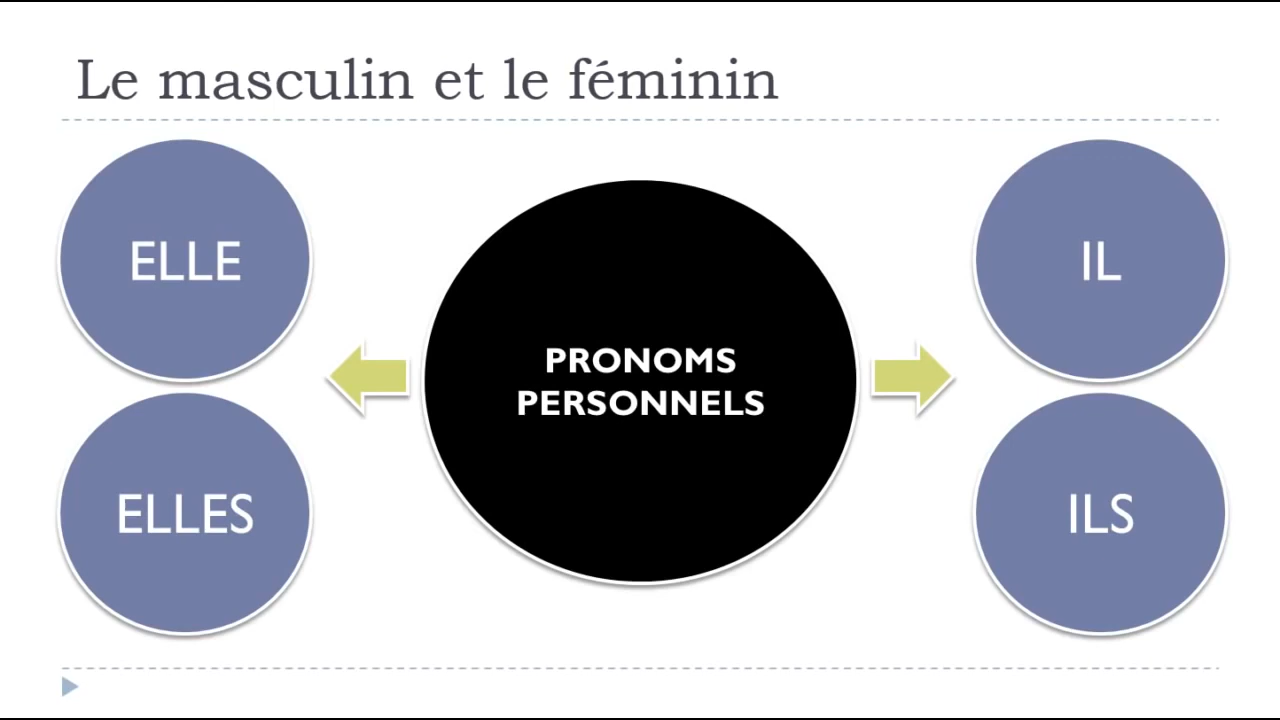 Le masculin et le féminin
ELLE
ELLES
PRONOMS
PERSONNELS
IL
ILS